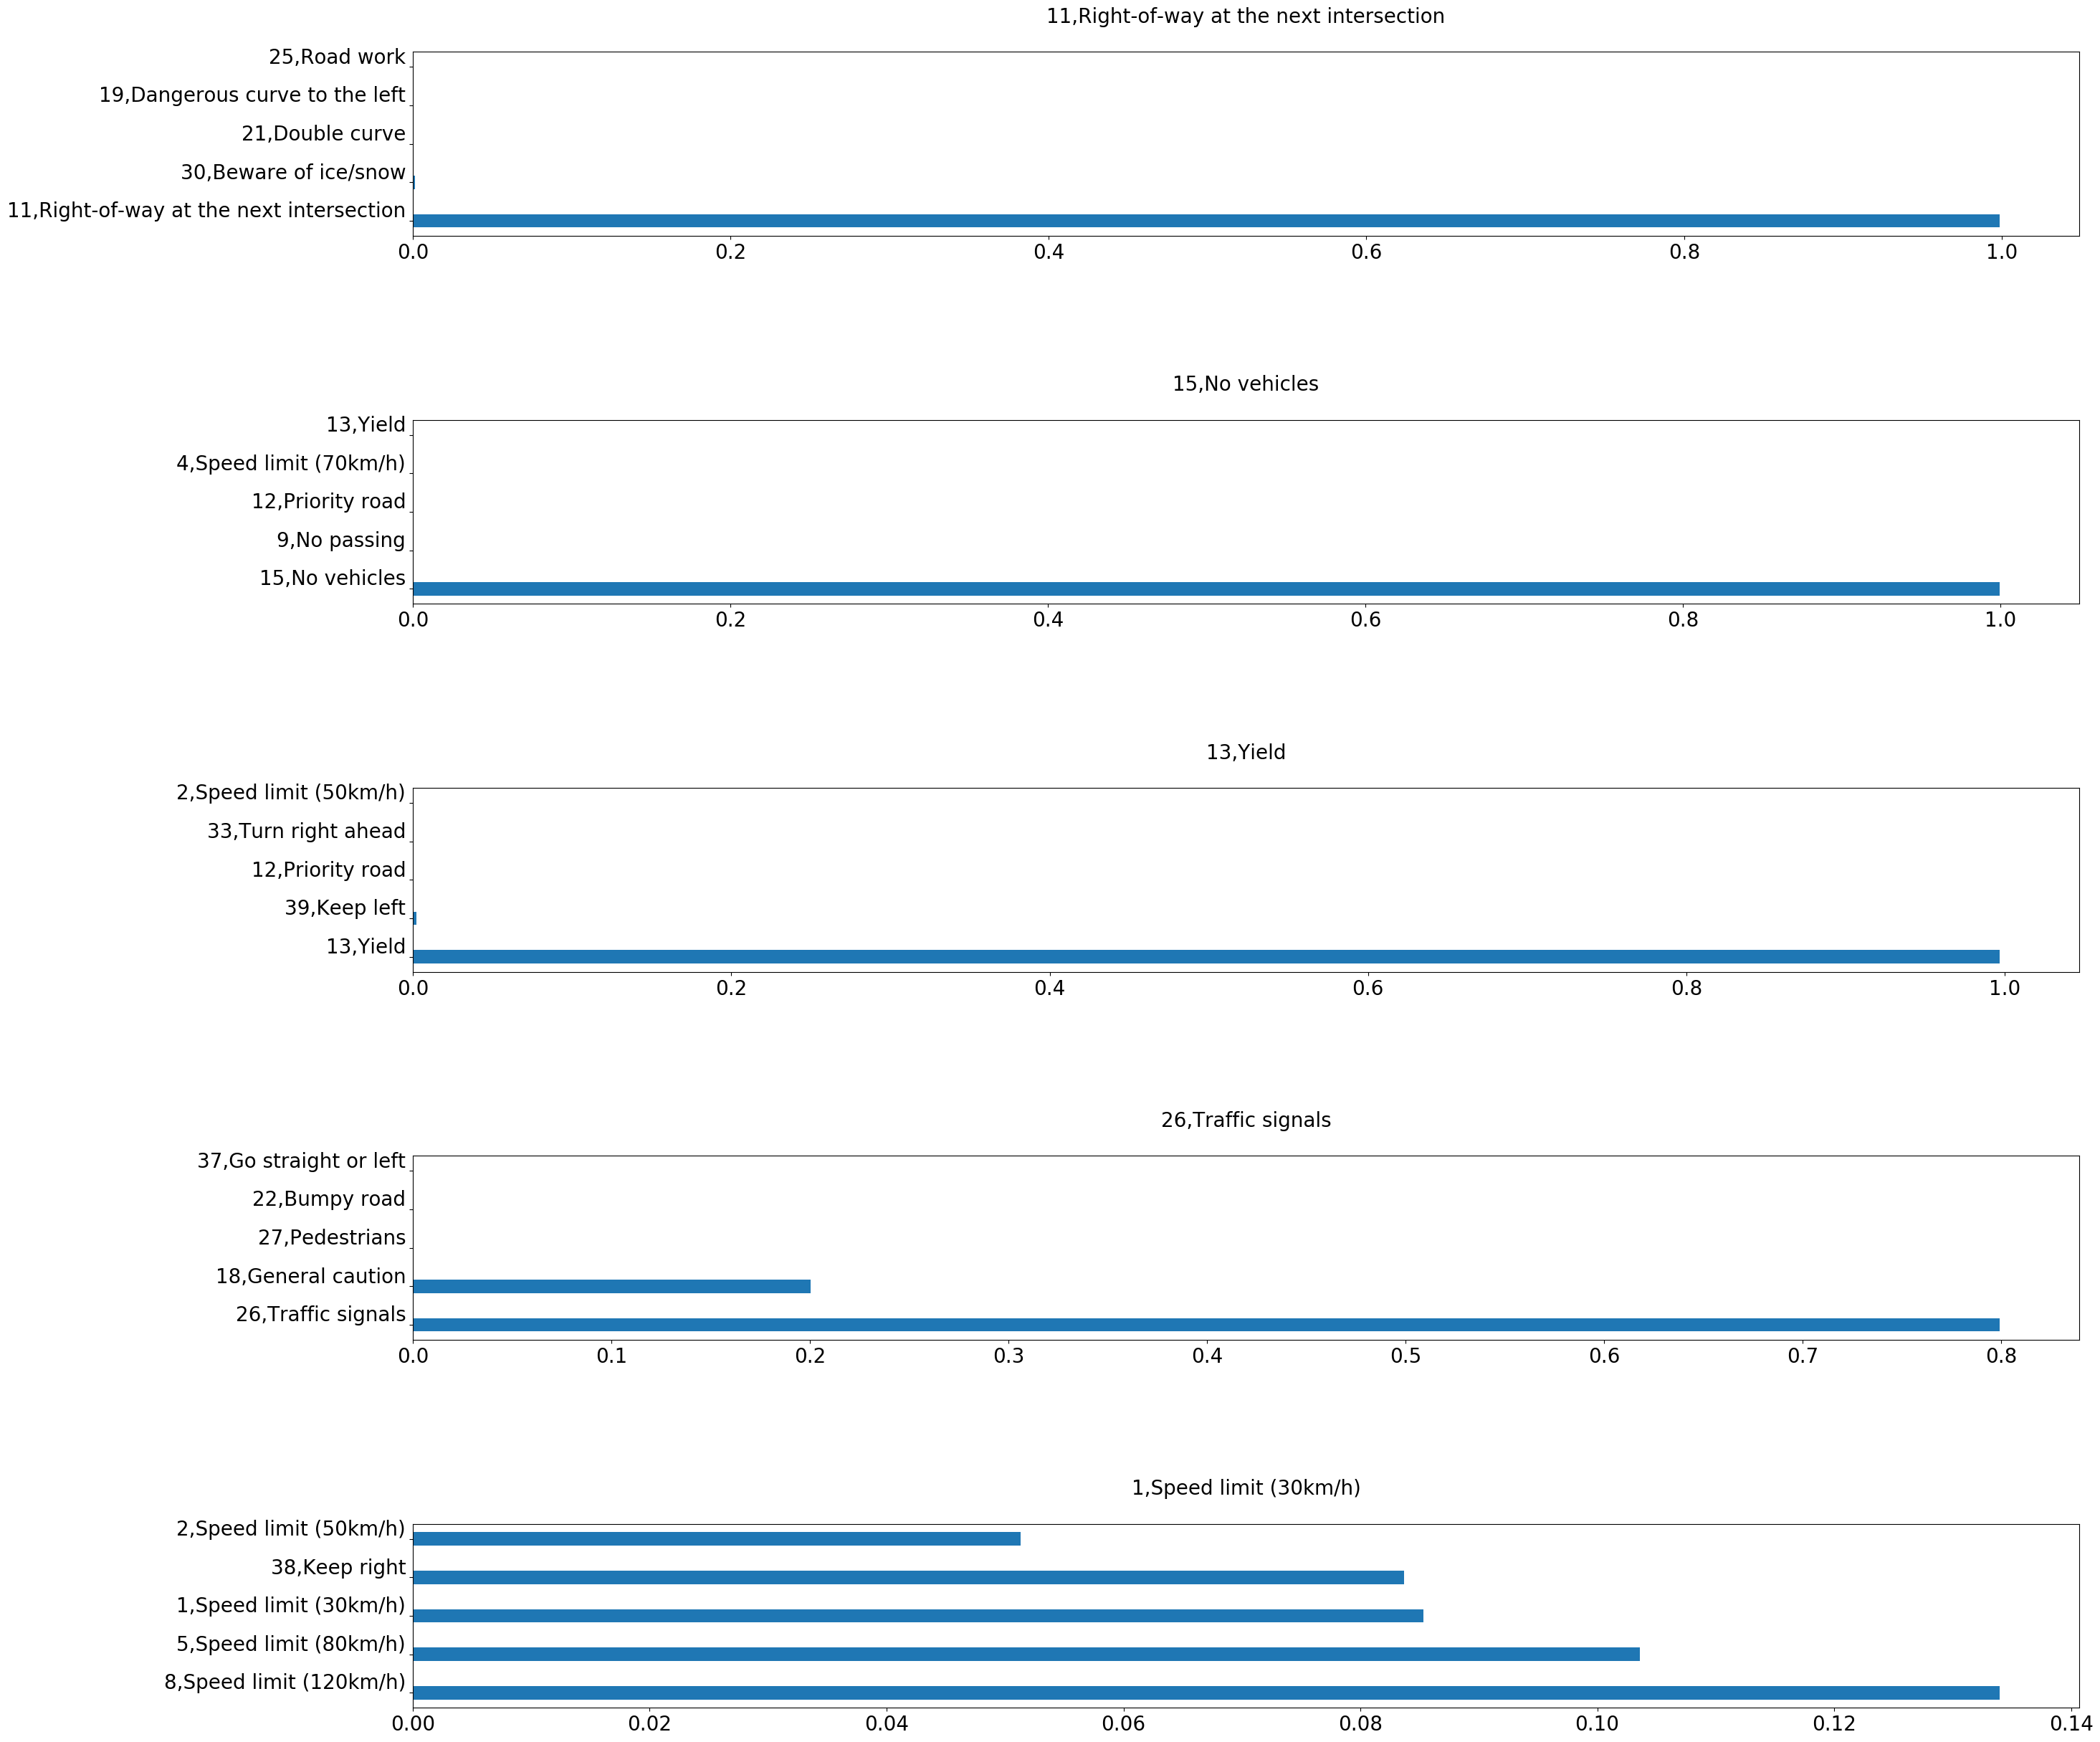 11,Right-of-way at the next intersection
25,Road work
19,Dangerous curve to the left
21,Double curve
30,Beware of ice/snow
11,Right-of-way at the next intersection
0.0 0.2 0.4 0.6 0.8 1.0
15,No vehicles
13,Yield
4,Speed limit (70km/h)
12,Priority road
9,No passing
15,No vehicles
0.0 0.2 0.4 0.6 0.8 1.0
13,Yield
2,Speed limit (50km/h)
33,Turn right ahead
12,Priority road
39,Keep left
13,Yield
0.0 0.2 0.4 0.6 0.8 1.0
26,Traffic signals
37,Go straight or left
22,Bumpy road
27,Pedestrians
18,General caution
26,Traffic signals
0.0 0.1 0.2 0.3 0.4 0.5 0.6 0.7 0.8
1,Speed limit (30km/h)
2,Speed limit (50km/h)
38,Keep right
1,Speed limit (30km/h)
5,Speed limit (80km/h)
8,Speed limit (120km/h)
0.00 0.02 0.04 0.06 0.08 0.10 0.12 0.14